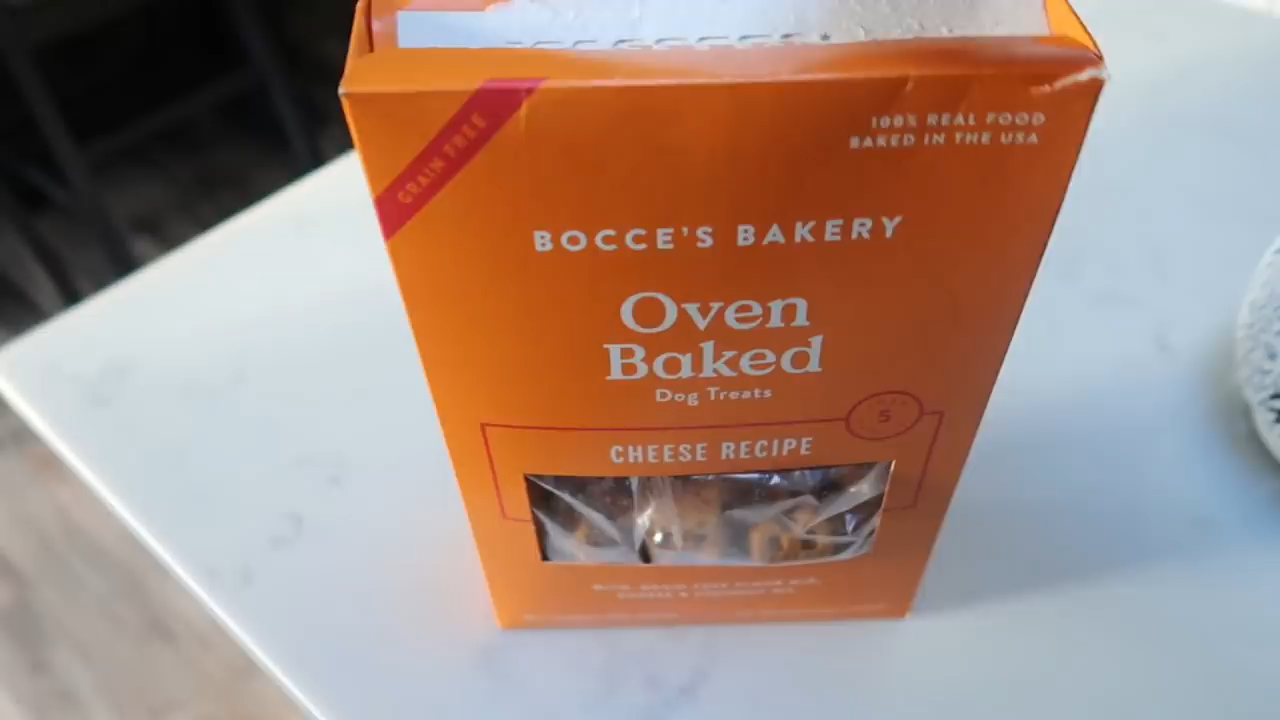 GRAIN FREE
100% REAL FOOD
BAKED IN THE USA
BOCCE'S BAKERY
Oven
Baked
Dog Treats
5
CHEESE RECIPE